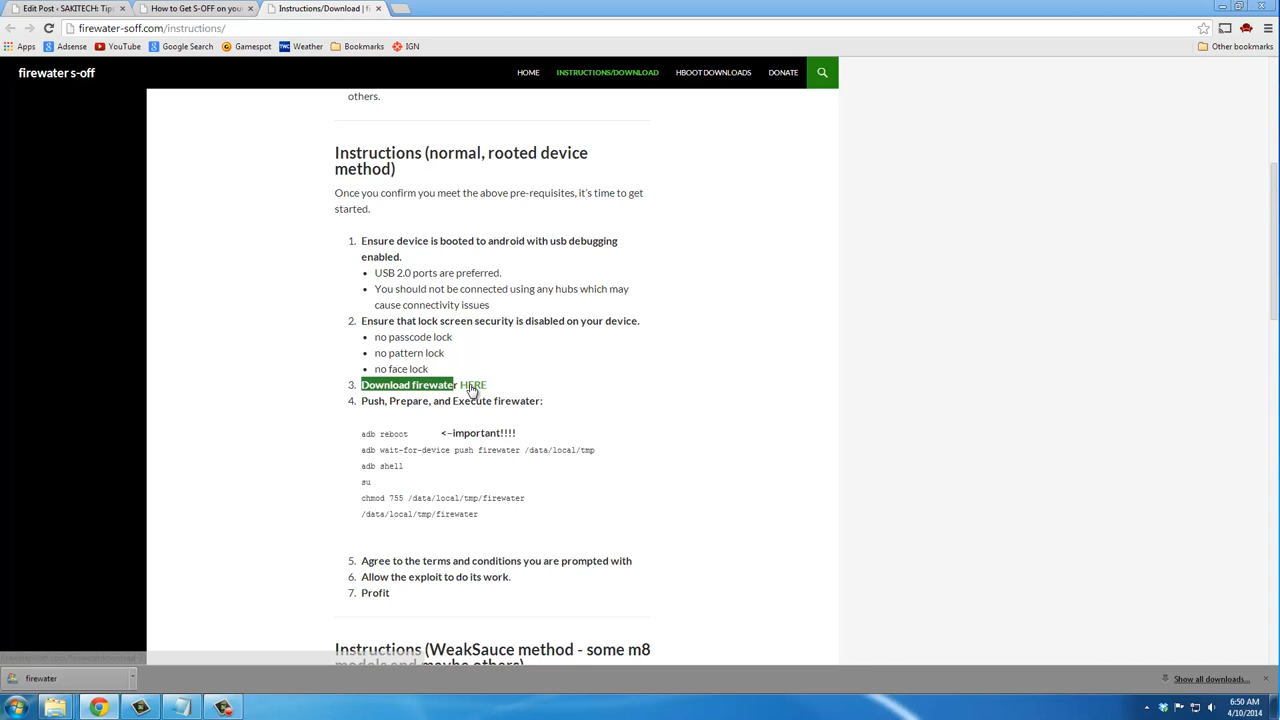 Edit Post ‹ SAKITECH: Tips
How to Get S-OFF on your
Instructions/Download | fi
firewater-soff.com/instructions/
Apps
Adsense
YouTube
Google Search
Gamespot
Weather
Bookmarks
IGN
Other bookmarks
firewater s-off
HOME
INSTRUCTIONS/DOWNLOAD
HBOOT DOWNLOADS
DONATE
others.
Instructions (normal, rooted device
method)
Once you confirm you meet the above pre-requisites, it's time to get
started.
1. Ensure device is booted to android with usb debugging
enabled.
• USB 2.0 ports are preferred.
• You should not be connected using any hubs which may
cause connectivity issues
2. Ensure that lock screen security is disabled on your device.
• no passcode lock
• no pattern lock
• no face lock
3. Download firewater HERE
4. Push, Prepare, and Execute firewater:
adb reboot <–important!!!!
adb wait-for-device push firewater /data/local/tmp
adb shell
su
chmod 755 /data/local/tmp/firewater
/data/local/tmp/firewater
5. Agree to the terms and conditions you are prompted with
6. Allow the exploit to do its work.
7. Profit
Instructions (WeakSauce method - some m8
models and maybe others)
firewater
Show all downloads...
6:50 AM
4/10/2014